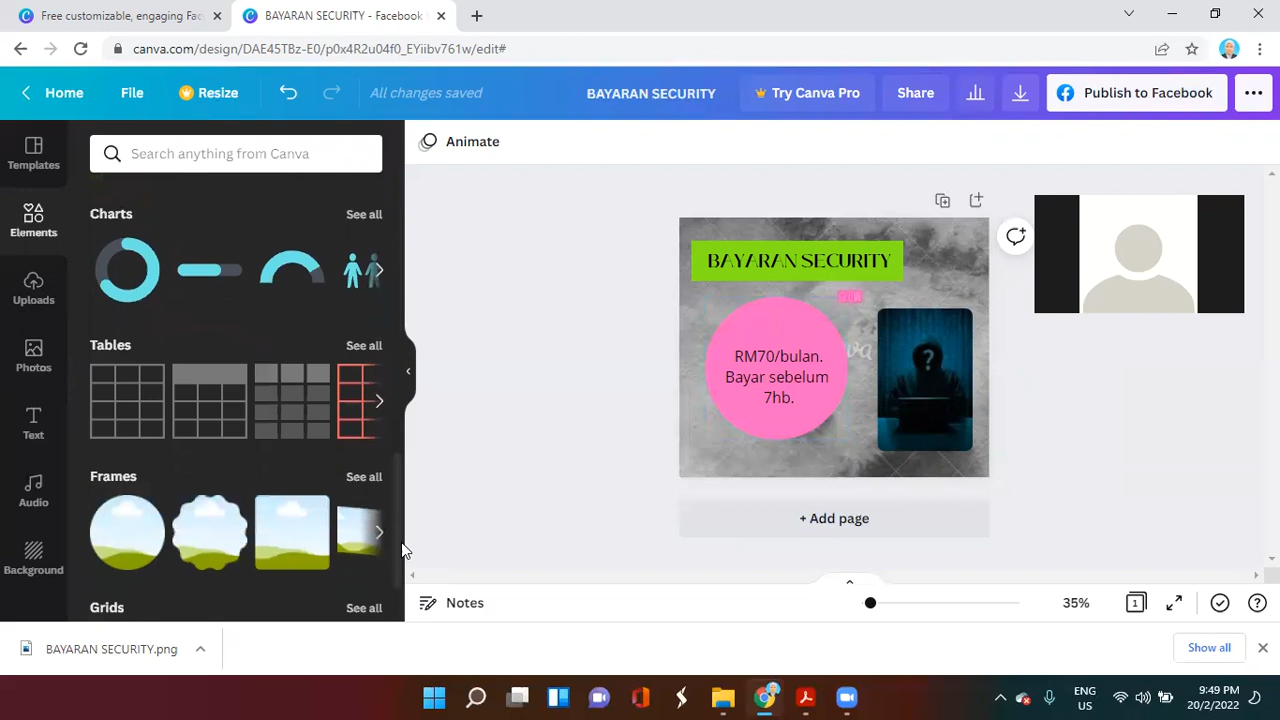 Free customizable, engaging Fac
BAYARAN SECURITY - Facebook
canva.com/design/DAE45TBz-E0/p0x4R2u04f0_EYiibv761w/edit#
Home
File
Resize
All changes saved
BAYARAN SECURITY
Try Canva Pro
Share
Publish to Facebook
Templates
Elements
Uploads
Photos
Text
Audio
Background
Search anything from Canva
Charts
See all
Tables
See all
Frames
See all
Grids
See all
Animate
BAYARAN SECURITY
RM70/bulan.
Bayar sebelum
7hb.
?
+ Add page
Notes
35%
1
BAYARAN SECURITY.png
Show all
ENG
US
9:49 PM
20/2/2022